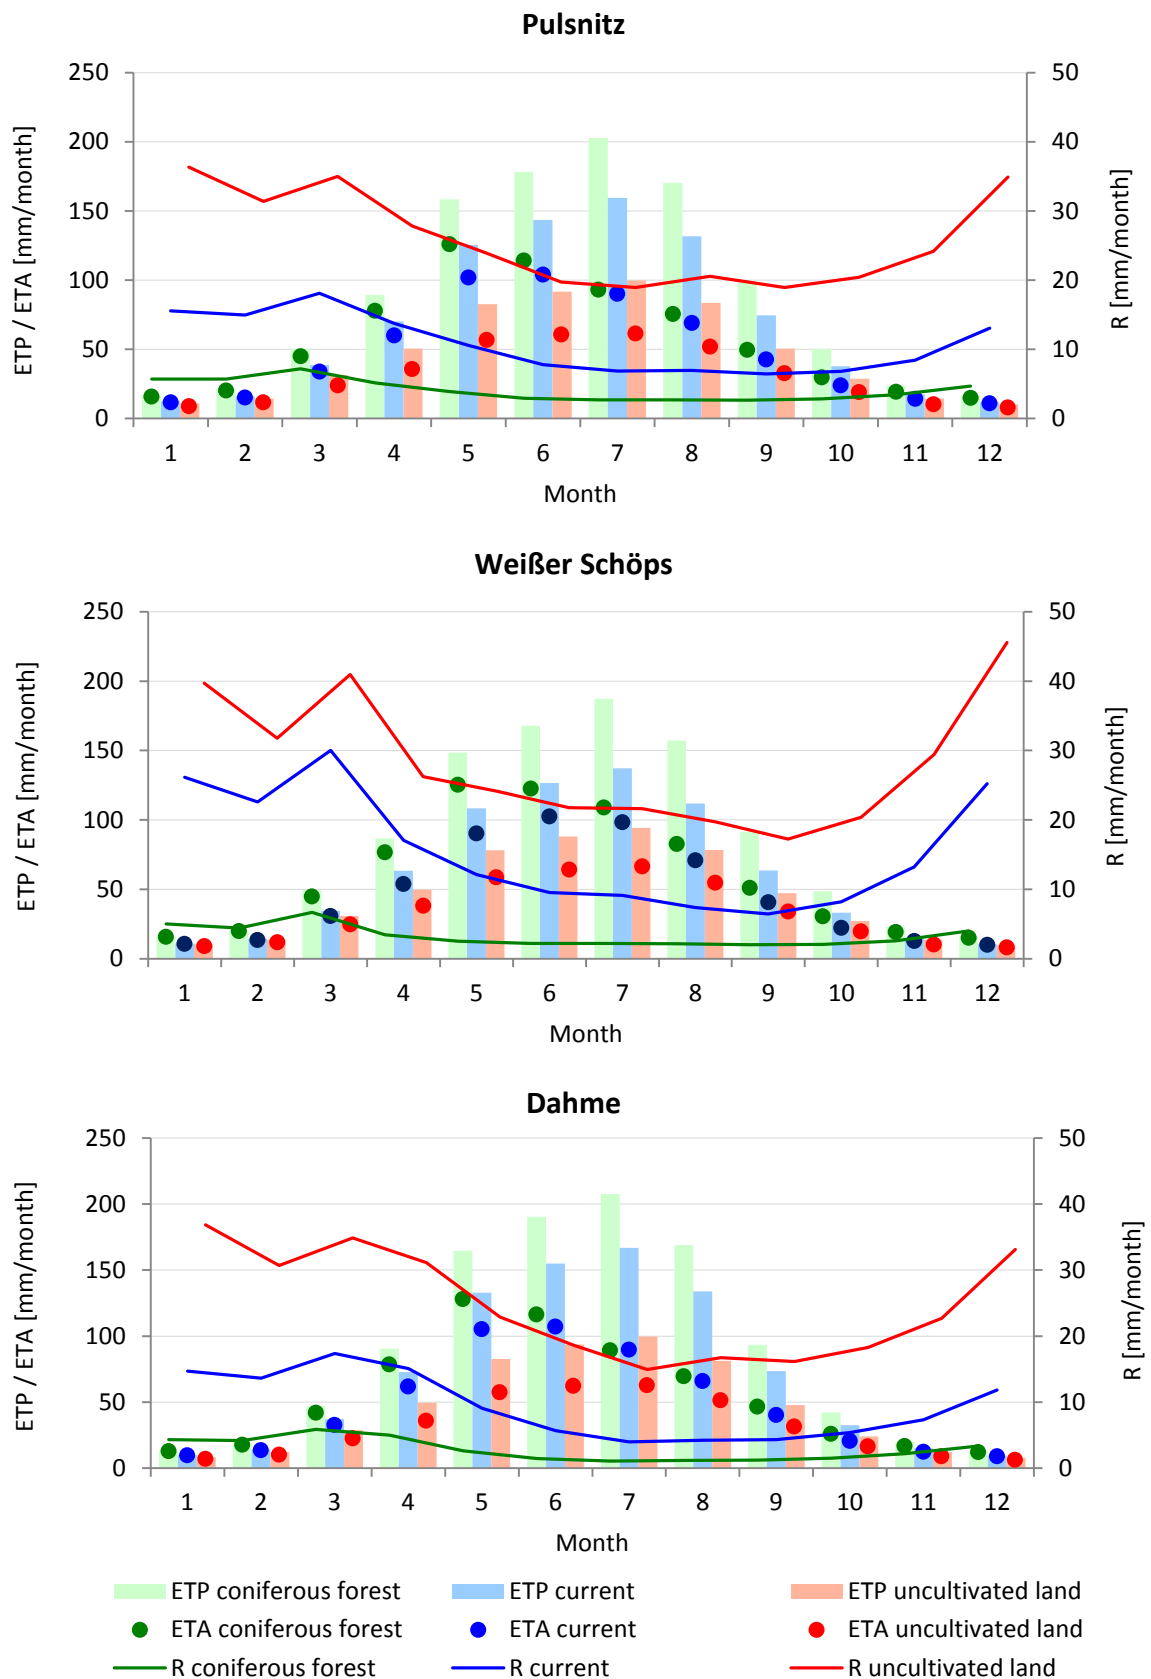 Pulsnitz
250 50
200 40
150 30
100 20
50 10
0 0
ETP / ETA [mm/month]
R [mm/month]
1 2 3 4 5 6 7 8 9 10 11 12
Month
Weißer Schöps
250 50
200 40
150 30
100 20
50 10
0 0
ETP / ETA [mm/month]
R [mm/month]
1 2 3 4 5 6 7 8 9 10 11 12
Month
Dahme
250 50
200 40
150 30
100 20
50 10
0 0
ETP / ETA [mm/month]
R [mm/month]
1 2 3 4 5 6 7 8 9 10 11 12
Month
ETP coniferous forest ETP current ETP uncultivated land
ETA coniferous forest ETA current ETA uncultivated land
R coniferous forest R current R uncultivated land